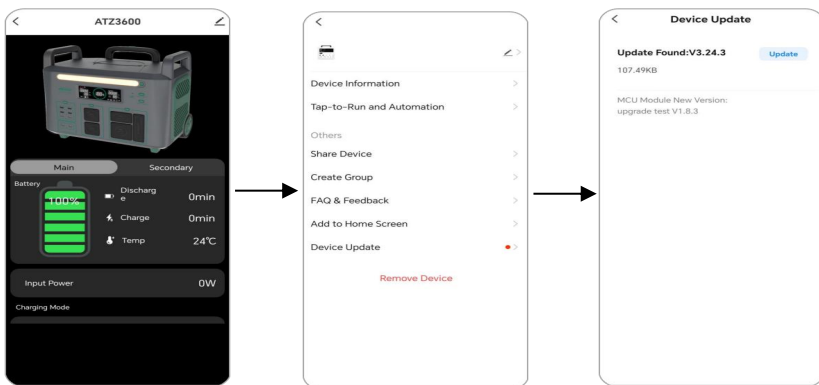 ATZ3600
Main
Secondary
Battery
100%
Discharg
e
0min
Charge
0min
Temp
24℃
Input Power
0W
Charging Mode
Device Information
Tap-to-Run and Automation
Others
Share Device
Create Group
FAQ & Feedback
Add to Home Screen
Device Update
Remove Device
Device Update
Update Found:V3.24.3
Update
107.49KB
MCU Module New Version:
upgrade test V1.8.3